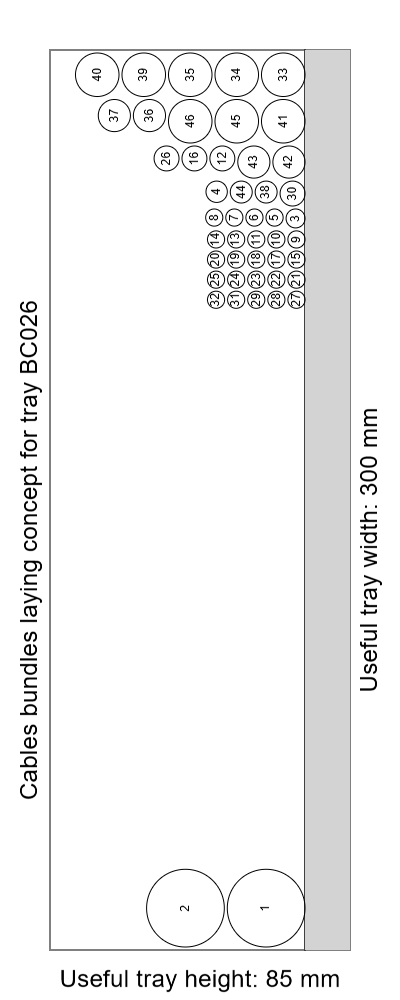 Cables bundles laying concept for tray BC026
40 39 35 34 33
37 36 46 45 41
26 16 12 43 42
4 44 38 30
8 7 6 5 3
14 13 11 10 9
20 19 18 17 15
25 24 23 22 21
32 31 29 28 27
2 1
Useful tray width: 300 mm
Useful tray height: 85 mm